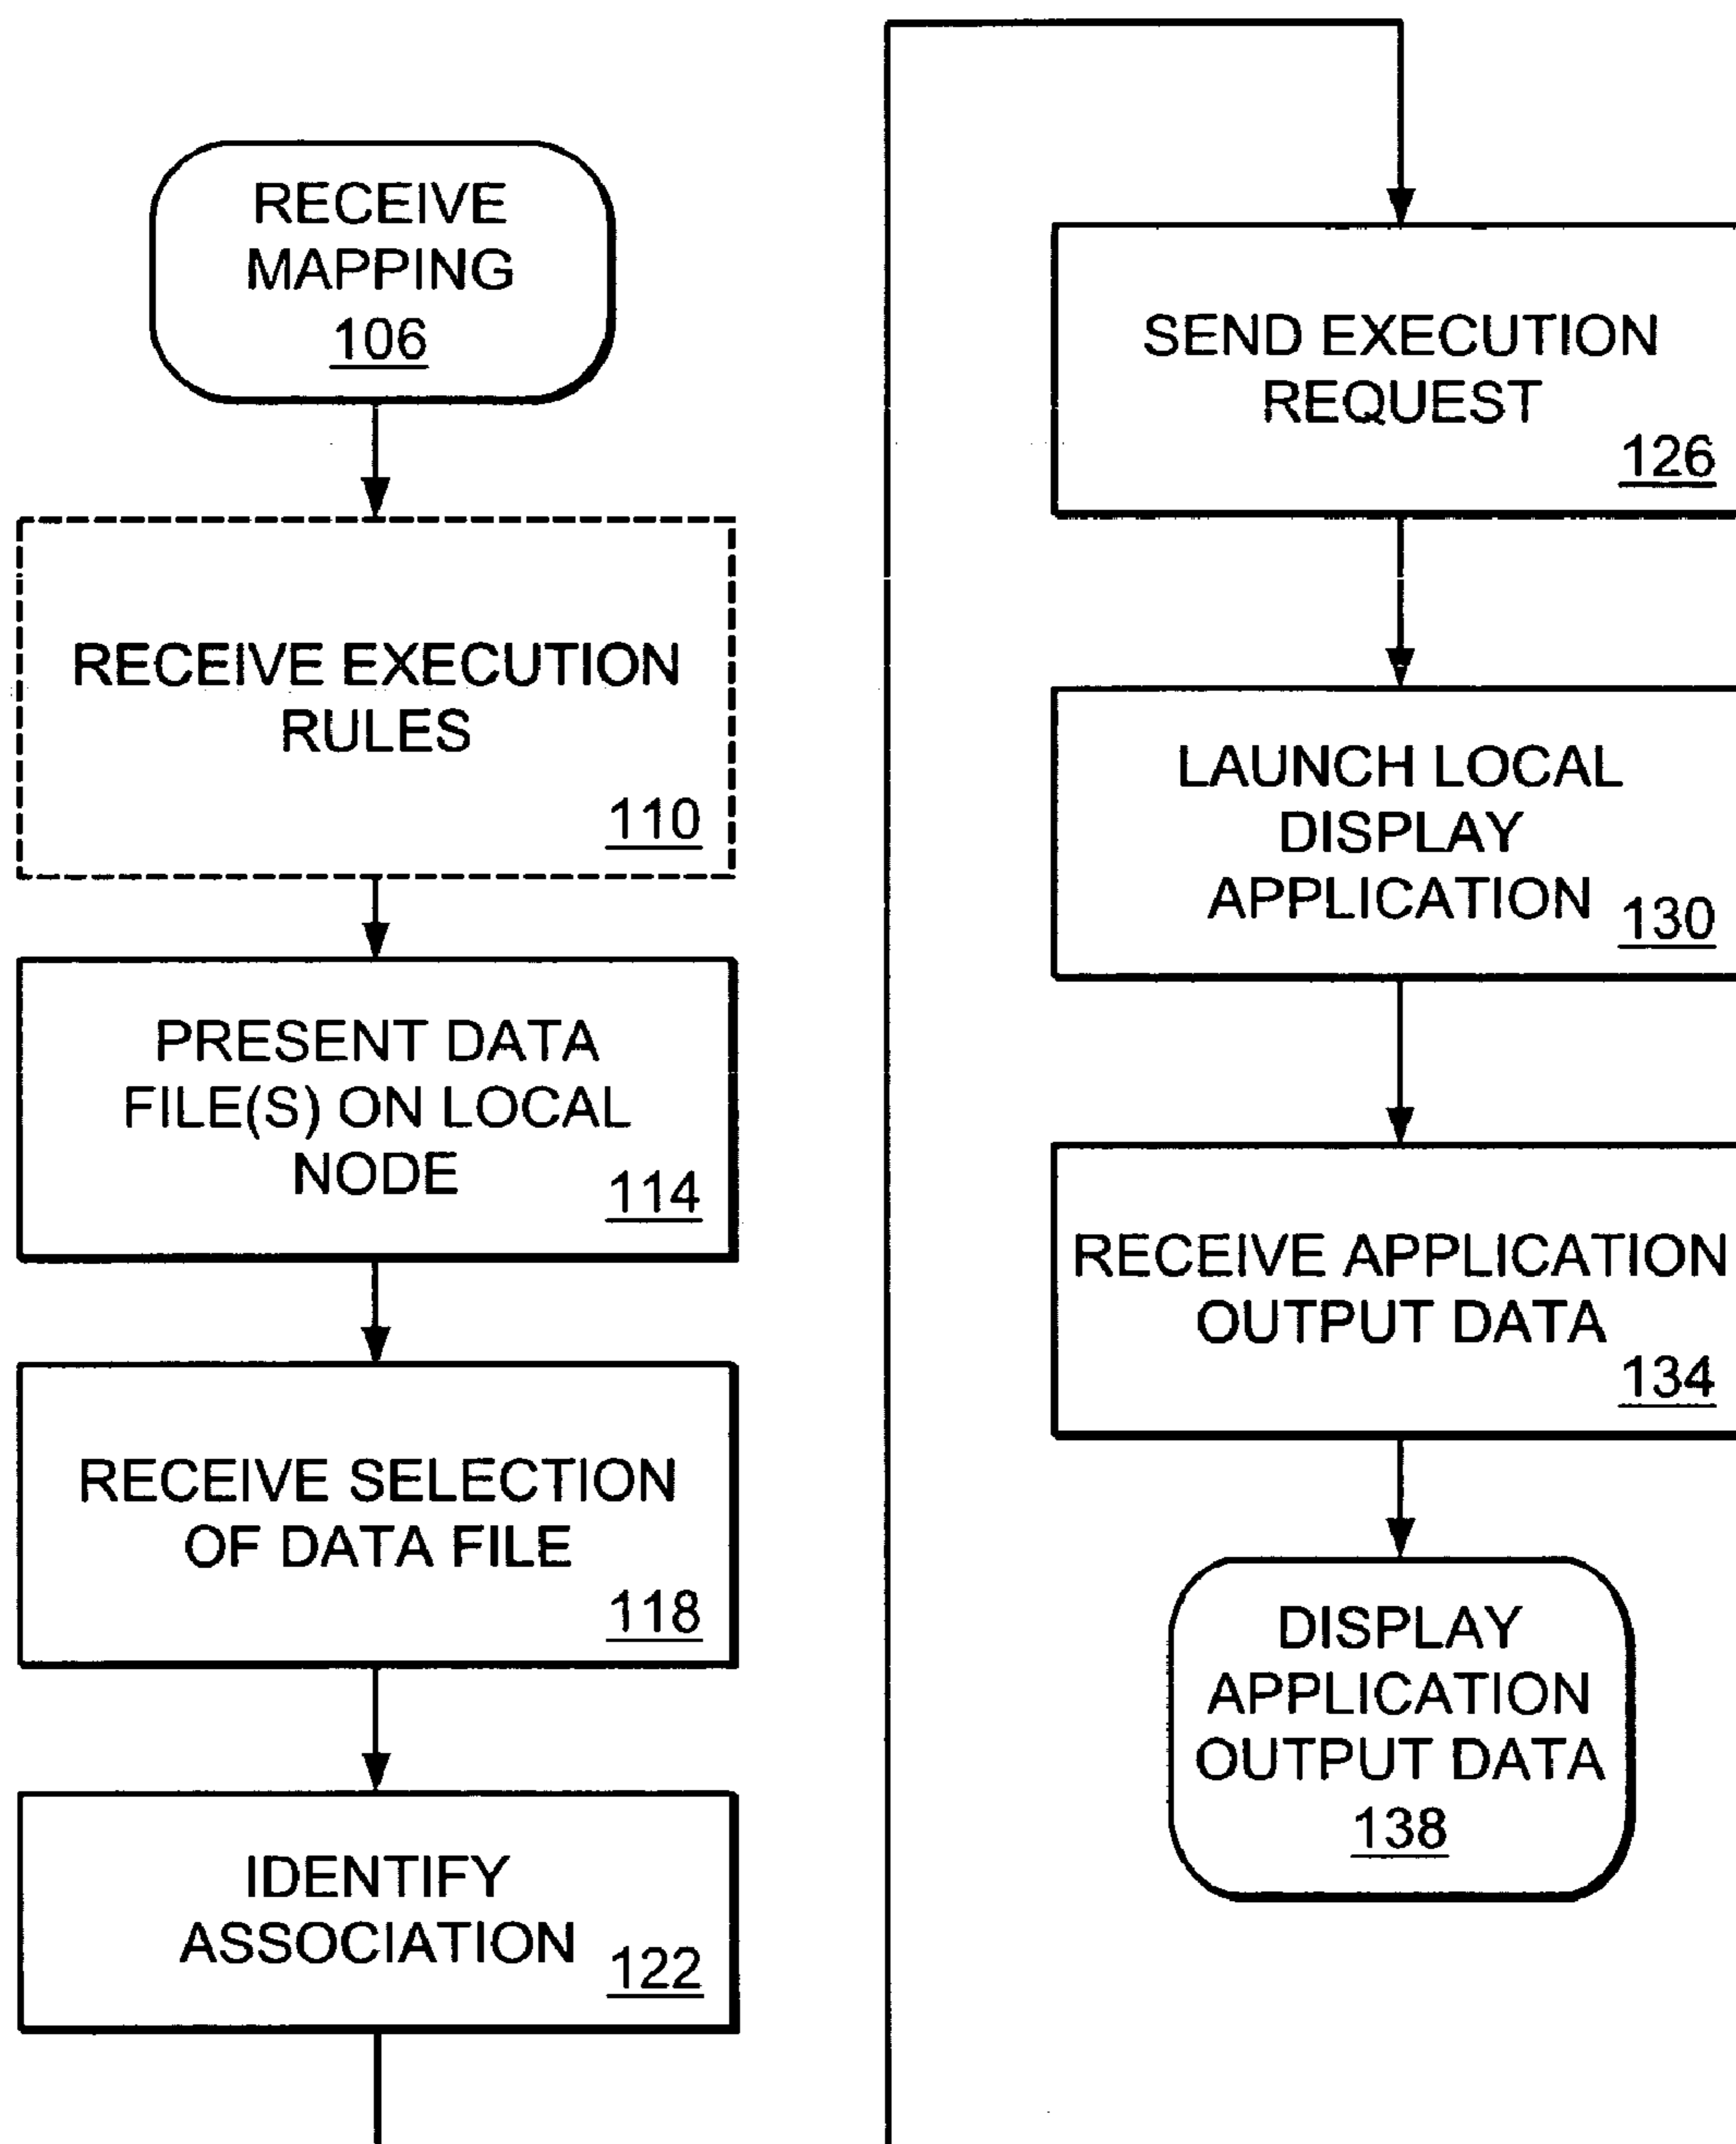 RECEIVE
MAPPING
106
RECEIVE EXECUTION
RULES
110
PRESENT DATA
FILE(S) ON LOCAL
NODE
114
RECEIVE SELECTION
OF DATA FILE
118
IDENTIFY
ASSOCIATION
122
SEND EXECUTION
REQUEST
126
LAUNCH LOCAL
DISPLAY
APPLICATION
130
RECEIVE APPLICATION
OUTPUT DATA
134
DISPLAY
APPLICATION
OUTPUT DATA
138